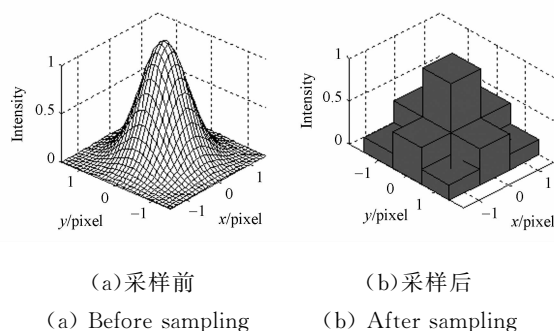 1
0.5
0
Intensity
1
0
−1
y/pixel
−1
0
1
x/pixel
1
0.5
0
Intensity
1
0
−1
y/pixel
−1
0
1
x/pixel
(a)采样前
(b)采样后
(a) Before sampling
(b) After sampling